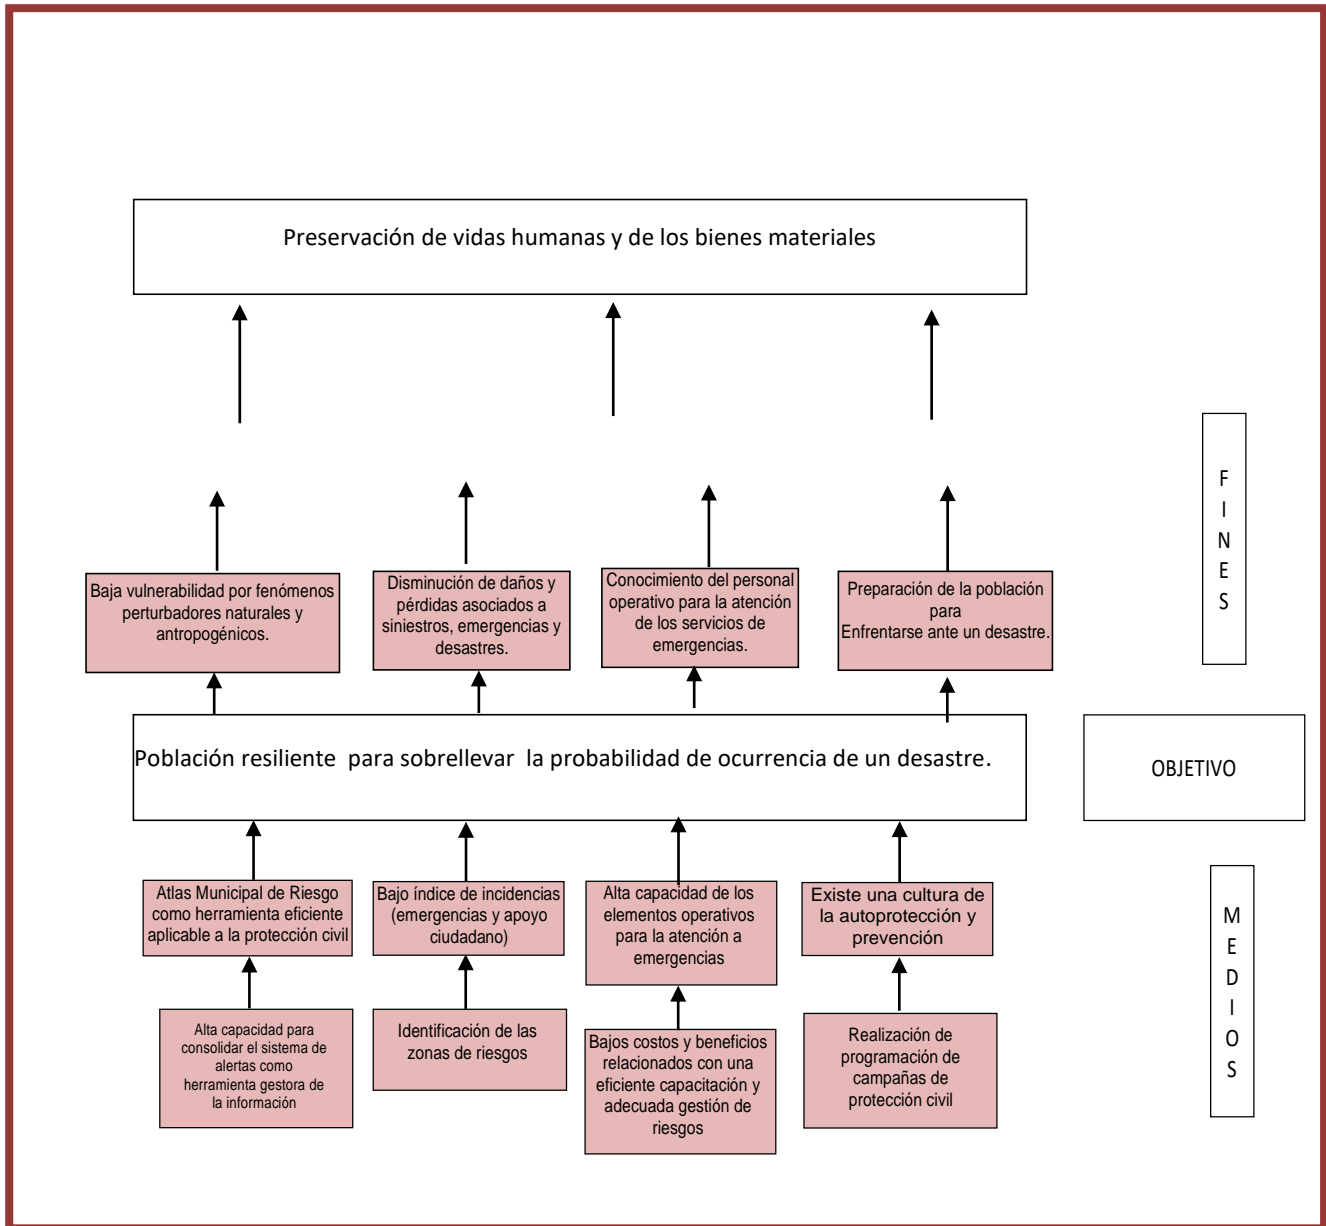 Preservación de vidas humanas y de los bienes materiales
F
I
N
E
S
Baja vulnerabilidad por fenómenos
perturbadores naturales y
antropogénicos.
Disminución de daños y
pérdidas asociados a
siniestros, emergencias y
desastres.
Conocimiento del personal
operativo para la atención
de los servicios de
emergencias.
Preparación de la población
para
Enfrentarse ante un desastre.
Población resiliente para sobrellevar la probabilidad de ocurrencia de un desastre.
OBJETIVO
Atlas Municipal de Riesgo
como herramienta eficiente
aplicable a la protección civil
Bajo índice de incidencias
(emergencias y apoyo
ciudadano)
Alta capacidad de los
elementos operativos
para la atención a
emergencias
Existe una cultura de
la autoprotección y
prevención
M
E
D
I
O
S
Alta capacidad para
consolidar el sistema de
alertas como
herramienta gestora de
la información
Identificación de las
zonas de riesgos
Bajos costos y beneficios
relacionados con una
eficiente capacitación y
adecuada gestión de
riesgos
Realización de
programación de
campañas de
protección civil